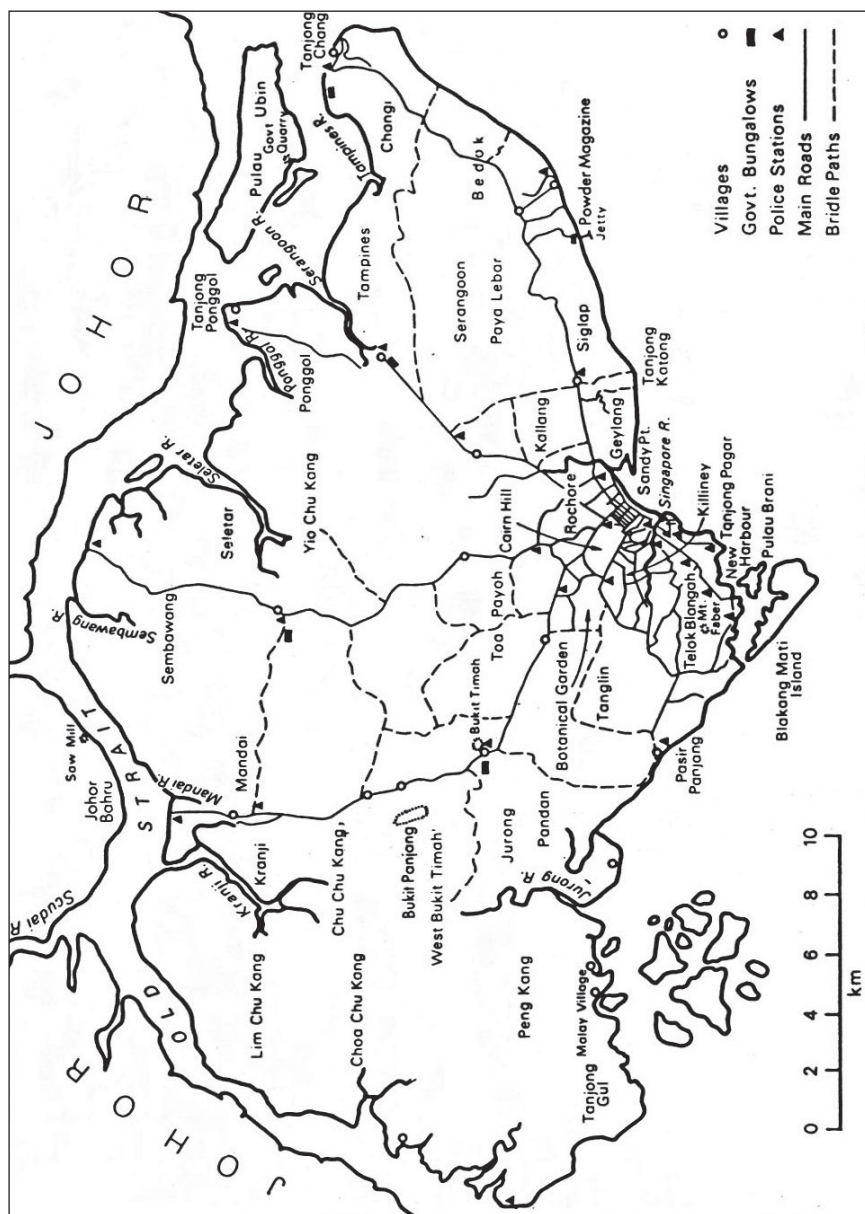 JOHOR
JOHOR
Scudai R.
Saw Mill
Johor
Bahru
OLD STRAIT
Sembawang R.
Seletar R.
Mandai R.
Kranji R.
Tanjong
Ponggol
Ponggol R.
Ponggol
Serangoon R.
Pulau Ubin
Govt
Quarry
Tampines R.
Tanjong
Chang
Changi
Sembawang
Seletar
Mandai
Kranji
Lim Chu Kang
Chu Chu Kang,
Choa Chu Kang
Yio Chu Kang
Tampines
Bukit Panjang
West Bukit Timah'
Bukit Timah
Toa Payoh
Serangoon
Paya Lebar
Bedok
Cairn Hill
Rochore
Kallang
Peng Kang
Jurong
Pandan
Jurong R.
Botanical Garden
Tanglin
Geylang
Siglap
Powder Magazine
Jetty
Tanjong
Katong
Sandy Pt.
Singapore R.
Malay Village
Tanjong
Gul
Pasir
Panjang
Telok Blangah
Mt.
Faber
Killiney
Tanjong Pagar
New
Harbour
Pulau Brani
Blakang Mati
Island
Villages
Govt. Bungalows
Police Stations
Main Roads
Bridle Paths
0 2 4 6 8 10
km